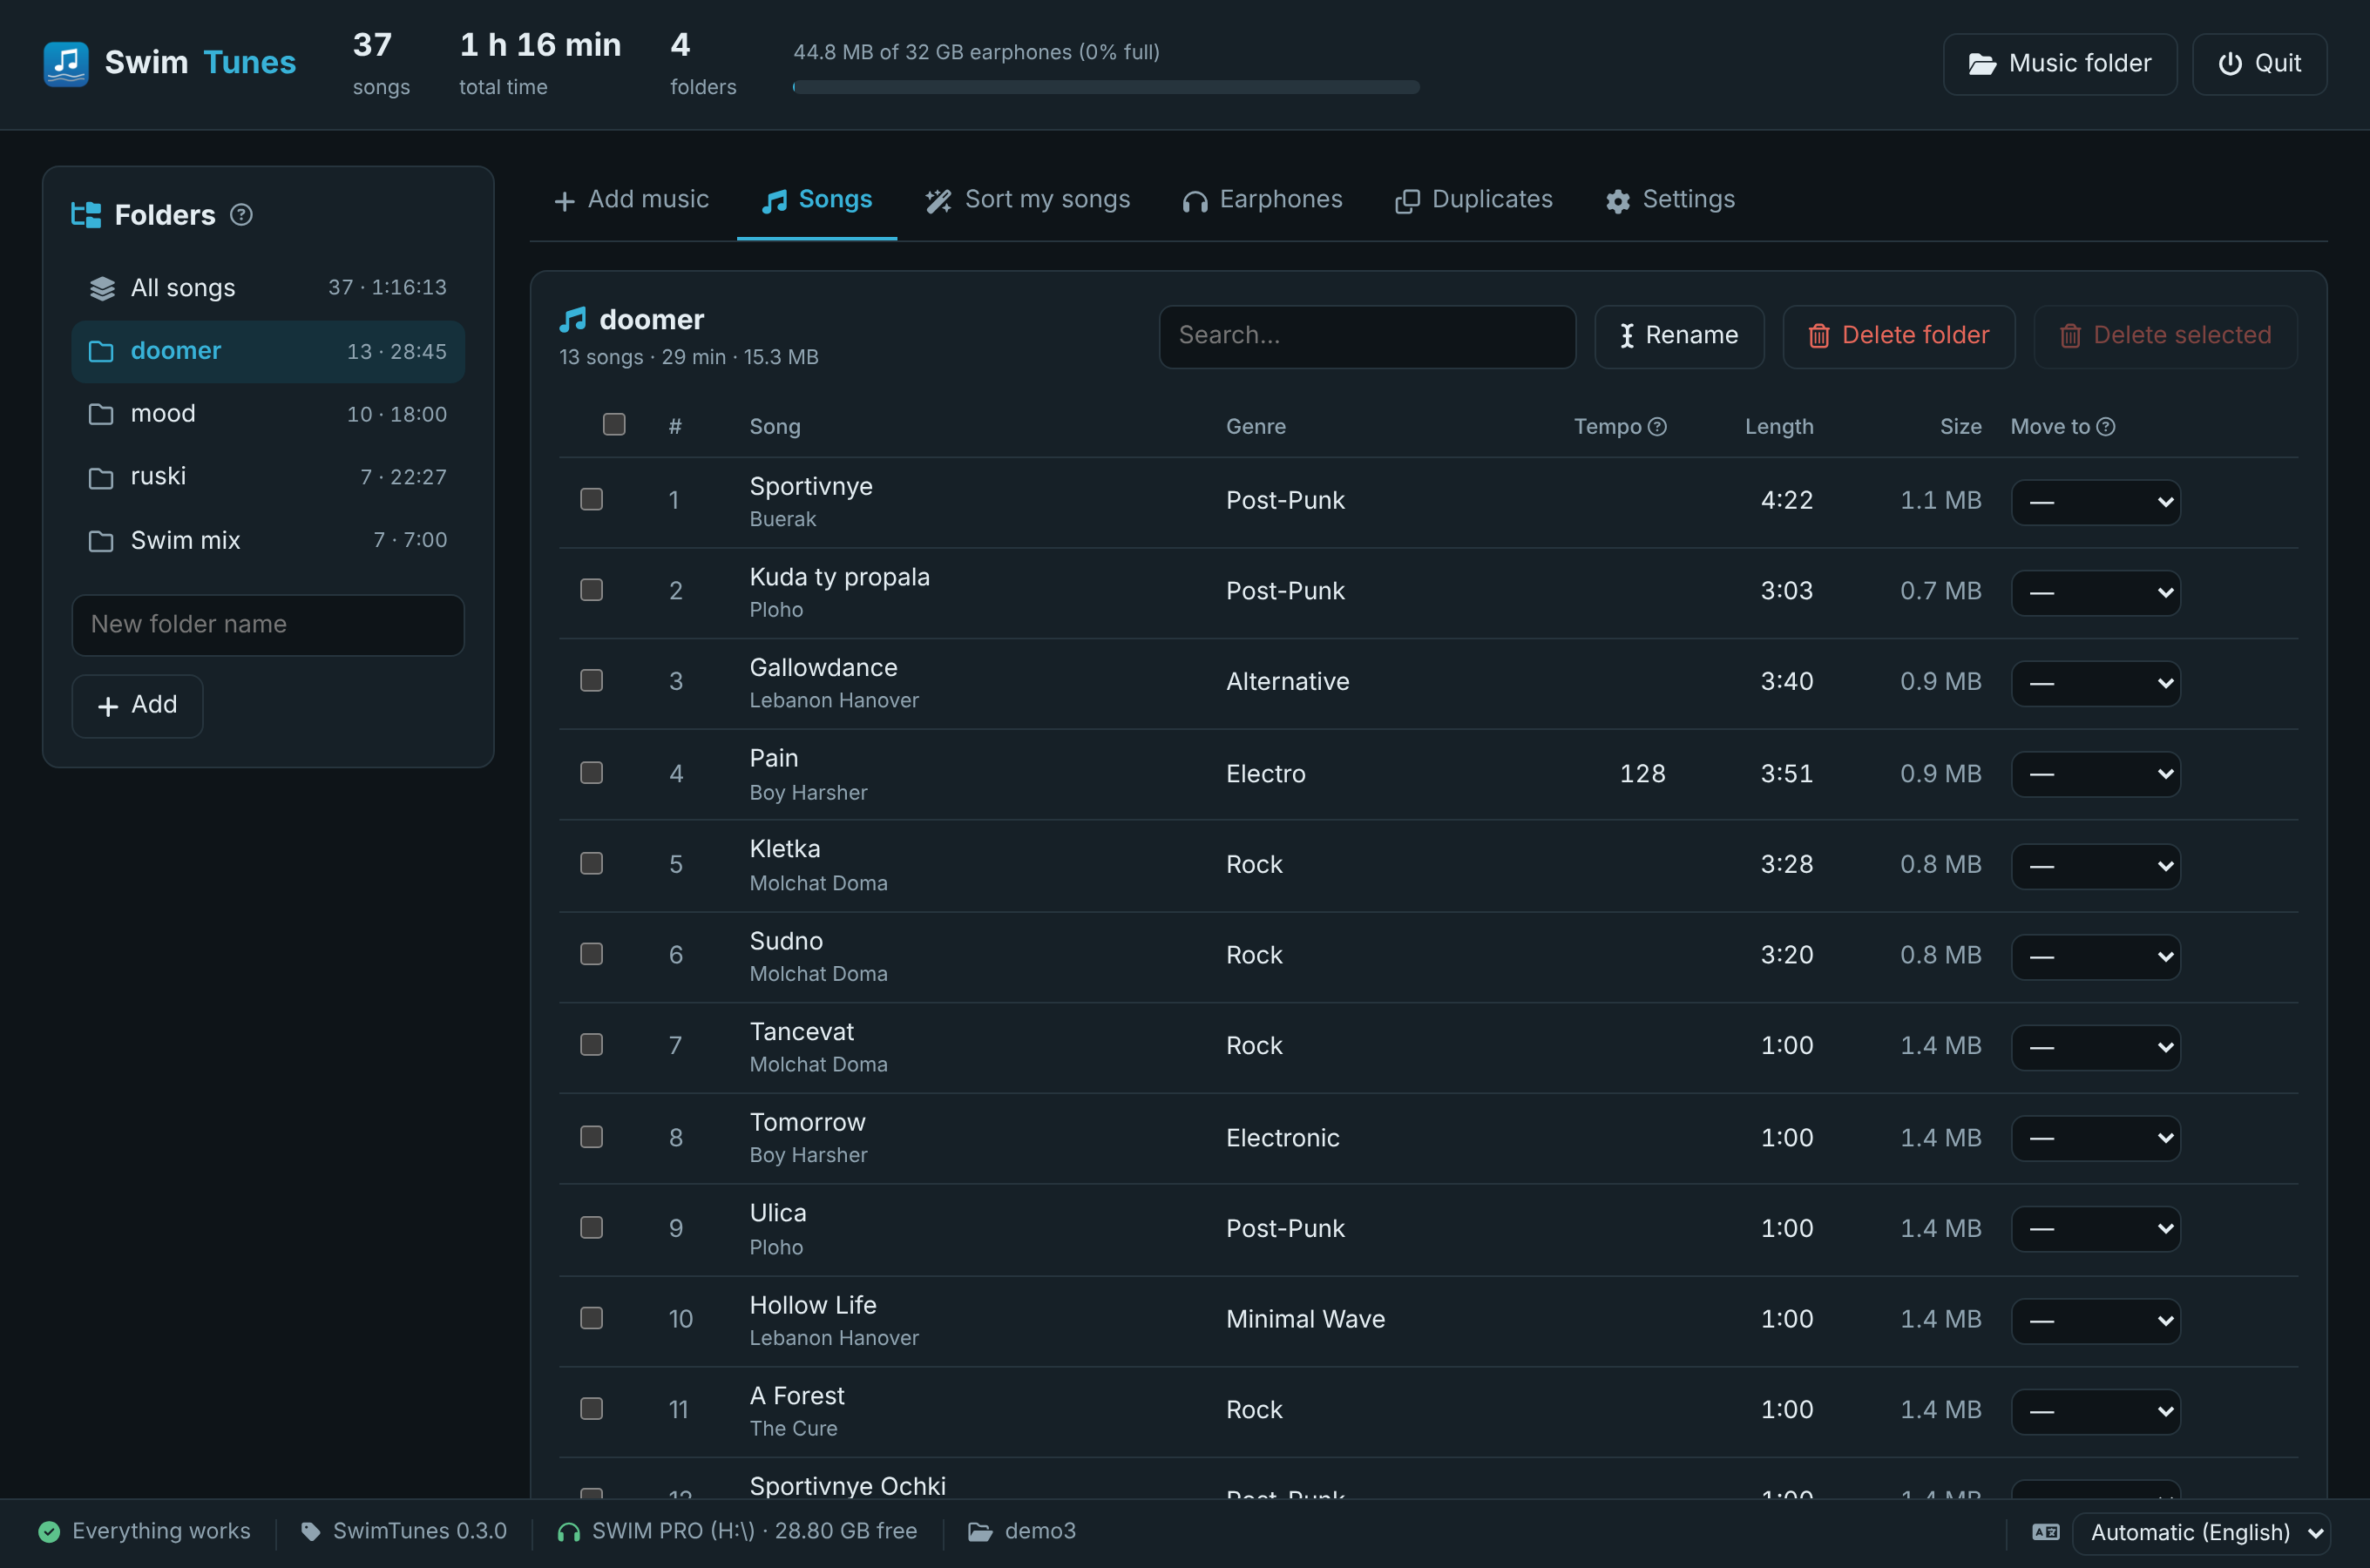 Swim Tunes
37
songs
1 h 16 min
total time
4
folders
44.8 MB of 32 GB earphones (0% full)
Music folder
Quit
Folders ?
All songs 37 · 1:16:13
doomer 13 · 28:45
mood 10 · 18:00
ruski 7 · 22:27
Swim mix 7 · 7:00
New folder name
+ Add
+ Add music
Songs
Sort my songs
Earphones
Duplicates
Settings
doomer
13 songs · 29 min · 15.3 MB
Search...
Rename
Delete folder
Delete selected
# Song Genre Tempo ? Length Size Move to ?
1 Sportivnye Post-Punk 4:22 1.1 MB —
Buerak
2 Kuda ty propala Post-Punk 3:03 0.7 MB —
Ploho
3 Gallowdance Alternative 3:40 0.9 MB —
Lebanon Hanover
4 Pain Electro 128 3:51 0.9 MB —
Boy Harsher
5 Kletka Rock 3:28 0.8 MB —
Molchat Doma
6 Sudno Rock 3:20 0.8 MB —
Molchat Doma
7 Tancevat Rock 1:00 1.4 MB —
Molchat Doma
8 Tomorrow Electronic 1:00 1.4 MB —
Boy Harsher
9 Ulica Post-Punk 1:00 1.4 MB —
Ploho
10 Hollow Life Minimal Wave 1:00 1.4 MB —
Lebanon Hanover
11 A Forest Rock 1:00 1.4 MB —
The Cure
12 Sportivnye Ochki Post-Punk 1:00 1.4 MB
Everything works
SwimTunes 0.3.0
SWIM PRO (H:\) · 28.80 GB free
demo3
Automatic (English)